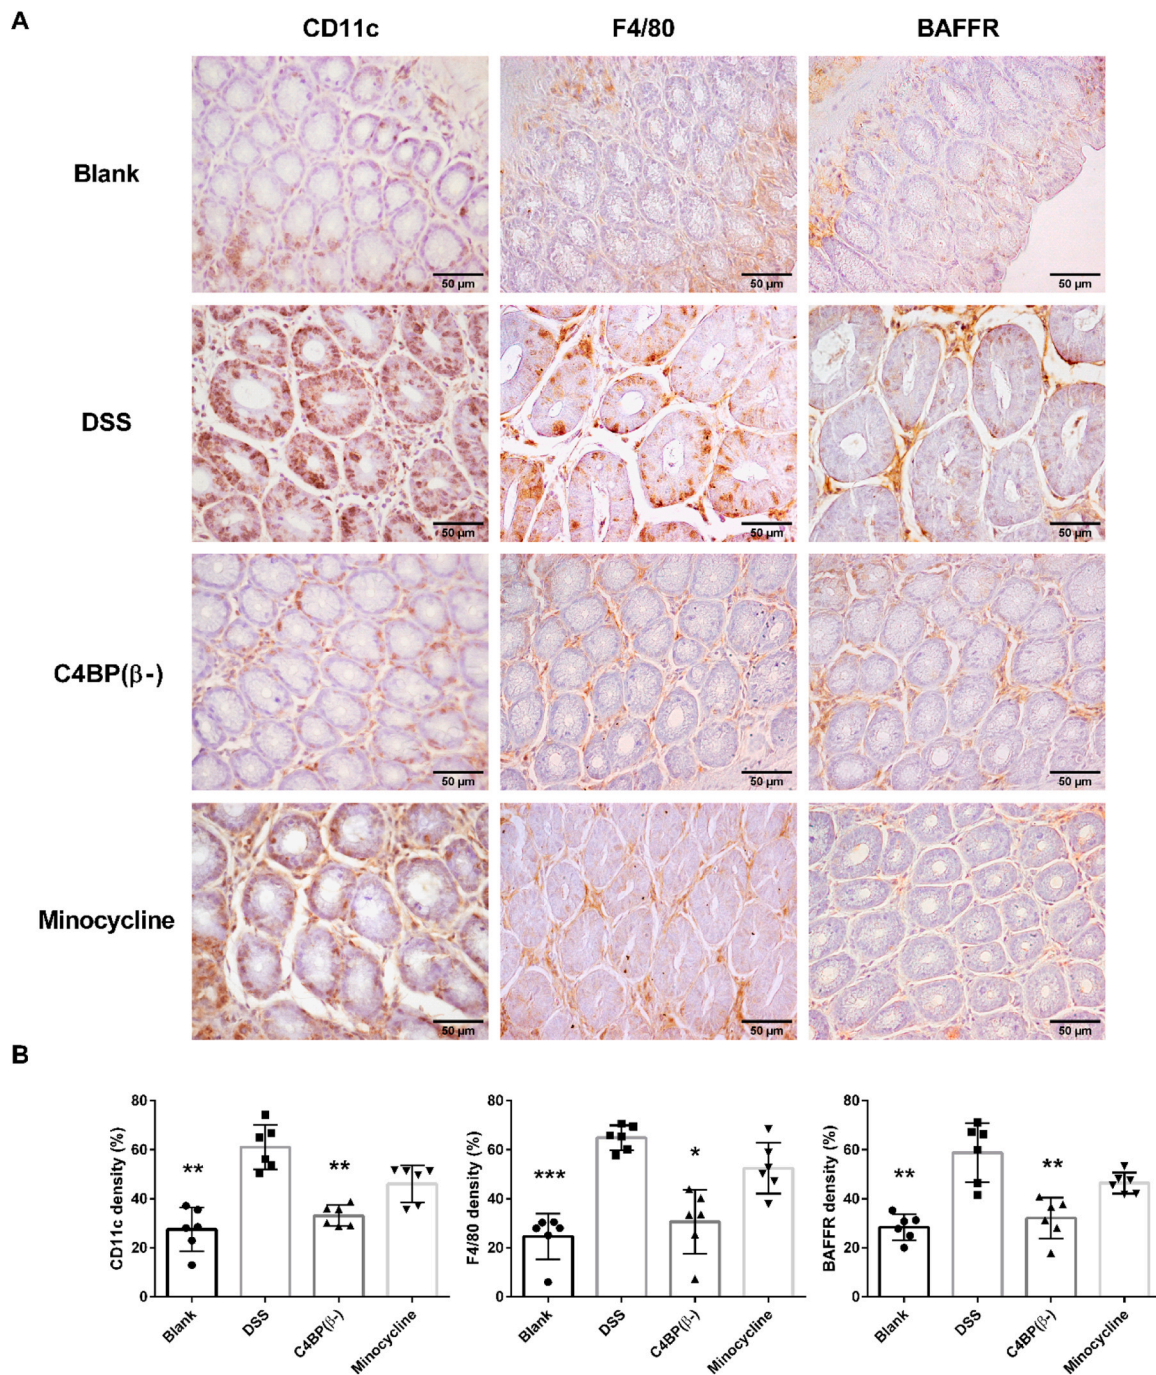 A
CD11c F4/80 BAFFR
Blank
50 µm 50 µm 50 µm
DSS
50 µm 50 µm 50 µm
C4BP(β-)
50 µm 50 µm 50 µm
Minocycline
50 µm 50 µm 50 µm
B
CD11c density (%)
80
60
40
20
0
** **
Blank DSS C4BP(β-) Minocycline
F4/80 density (%)
80
60
40
20
0
*** *
Blank DSS C4BP(β-) Minocycline
BAFFR density (%)
80
60
40
20
0
** **
Blank DSS C4BP(β-) Minocycline